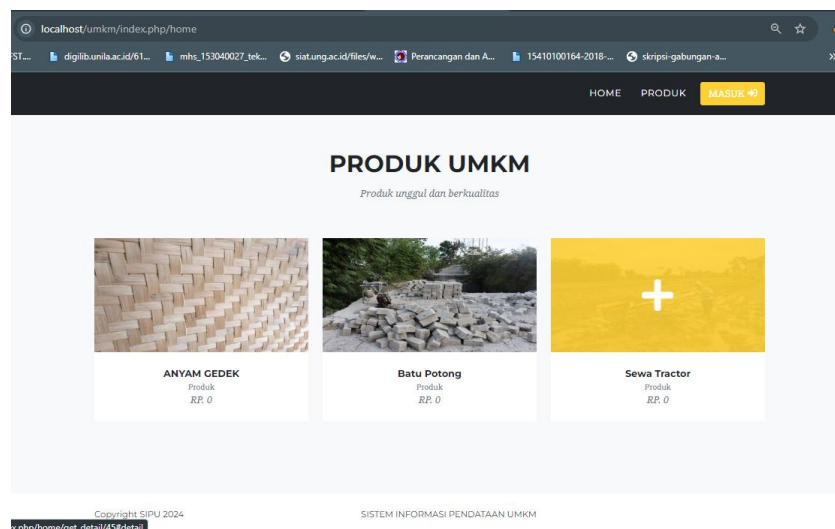 localhost/umkm/index.php/home
FST.... digilib.unila.ac.id/61... mhs_153040027_tek... siat.ung.ac.id/files/w... Perancangan dan A... 15410100164-2018-... skripsi-gabungan-a...
HOME PRODUK MASUK
PRODUK UMKM
Produk unggul dan berkualitas
ANYAM GEDEK
Produk
RP. 0
Batu Potong
Produk
RP. 0
Sewa Tractor
Produk
RP. 0
Copyright SIPU 2024 SISTEM INFORMASI PENDATAAN UMKM
x.php/home/get_detail/45#detail